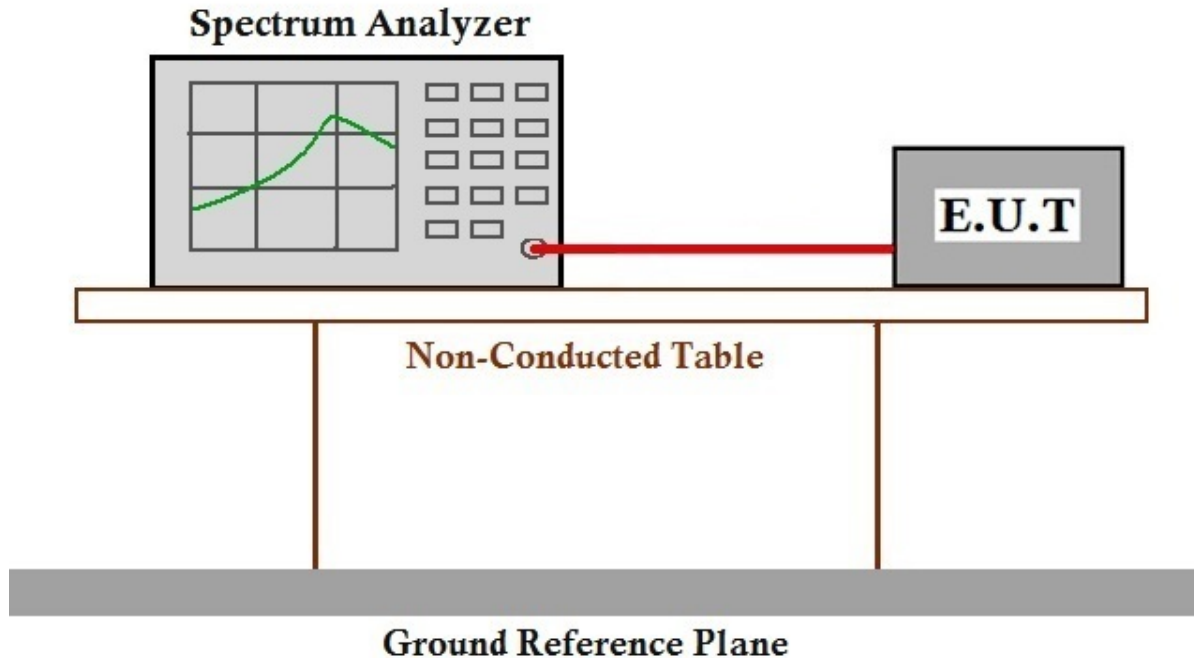 Spectrum Analyzer
E.U.T
Non-Conducted Table
Ground Reference Plane